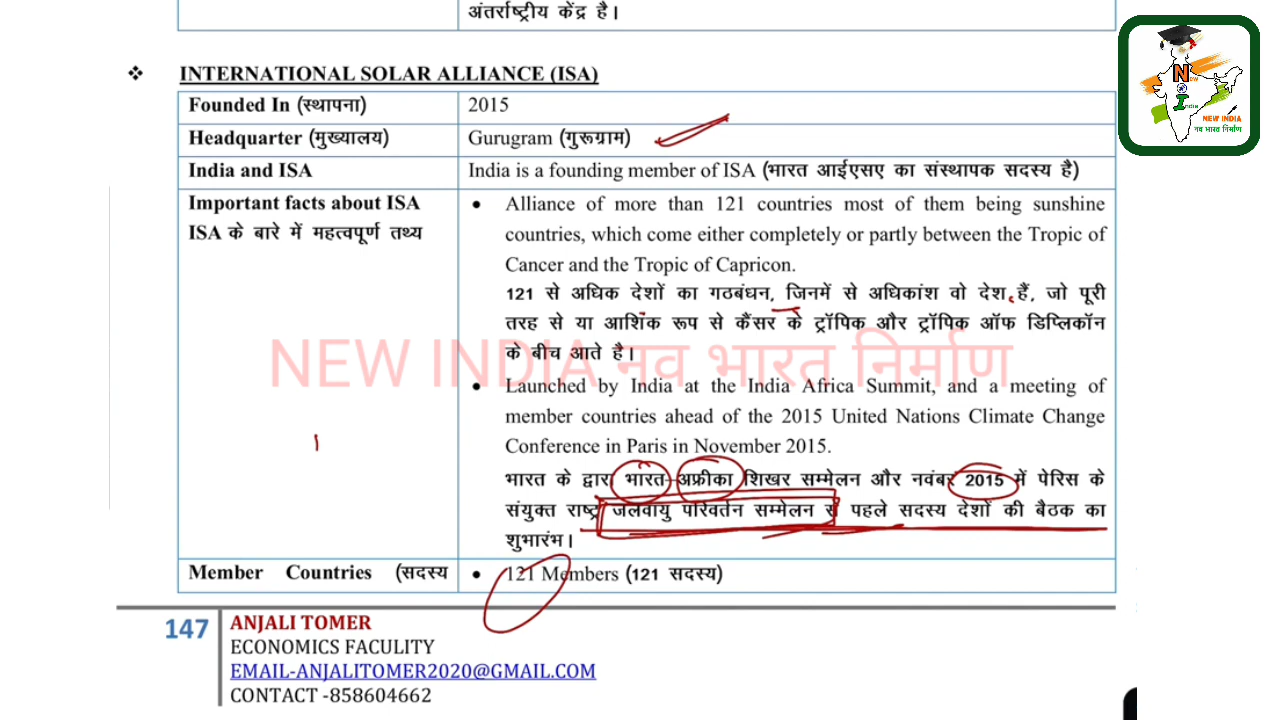 अंतर्राष्ट्रीय केंद्र है।
❖ INTERNATIONAL SOLAR ALLIANCE (ISA)
Founded In (स्थापना) 2015
Headquarter (मुख्यालय) Gurugram (गुरूग्राम)
India and ISA India is a founding member of ISA (भारत आईएसए का संस्थापक सदस्य है)
Important facts about ISA
ISA के बारे में महत्वपूर्ण तथ्य
• Alliance of more than 121 countries most of them being sunshine
countries, which come either completely or partly between the Tropic of
Cancer and the Tropic of Capricon.
121 से अधिक देशों का गठबंधन, जिनमें से अधिकांश वो देश हैं, जो पूरी
तरह से या आशिंक रूप से कैंसर के ट्रॉपिक और ट्रॉपिक ऑफ डिप्लिकॉन
के बीच आते है।
• Launched by India at the India Africa Summit, and a meeting of
member countries ahead of the 2015 United Nations Climate Change
Conference in Paris in November 2015.
भारत के द्वारा भारत-अफ्रीका शिखर सम्मेलन और नवंबर 2015 में पेरिस के
संयुक्त राष्ट्र जलवायु परिवर्तन सम्मेलन से पहले सदस्य देशों की बैठक का
शुभारंभ।
Member Countries (सदस्य • 121 Members (121 सदस्य)
NEW INDIA नव भारत निर्माण
147
ANJALI TOMER
ECONOMICS FACULITY
EMAIL-ANJALITOMER2020@GMAIL.COM
CONTACT -858604662
New
India
NEW INDIA
नव भारत निर्माण